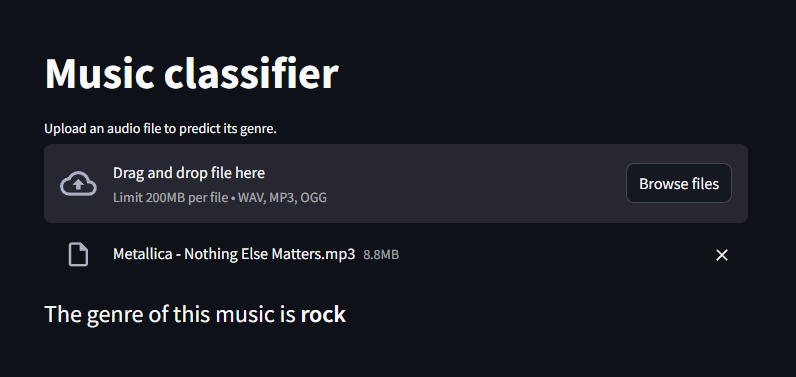 Music classifier
Upload an audio file to predict its genre.
Drag and drop file here
Limit 200MB per file • WAV, MP3, OGG
Browse files
Metallica - Nothing Else Matters.mp3 8.8MB
The genre of this music is rock